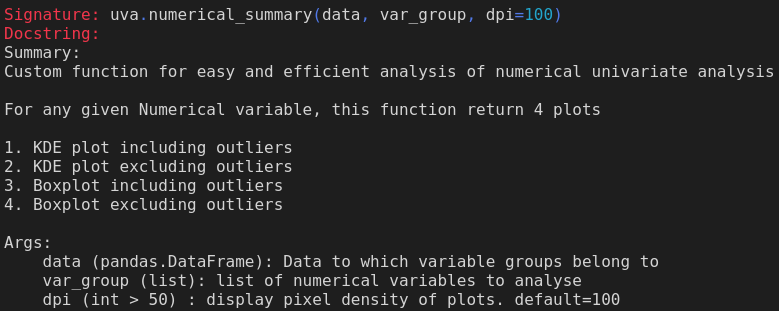 Signature: uva.numerical_summary(data, var_group, dpi=100)
Docstring:
Summary:
Custom function for easy and efficient analysis of numerical univariate analysis
For any given Numerical variable, this function return 4 plots
1. KDE plot including outliers
2. KDE plot excluding outliers
3. Boxplot including outliers
4. Boxplot excluding outliers
Args:
data (pandas.DataFrame): Data to which variable groups belong to
var_group (list): list of numerical variables to analyse
dpi (int > 50) : display pixel density of plots. default=100